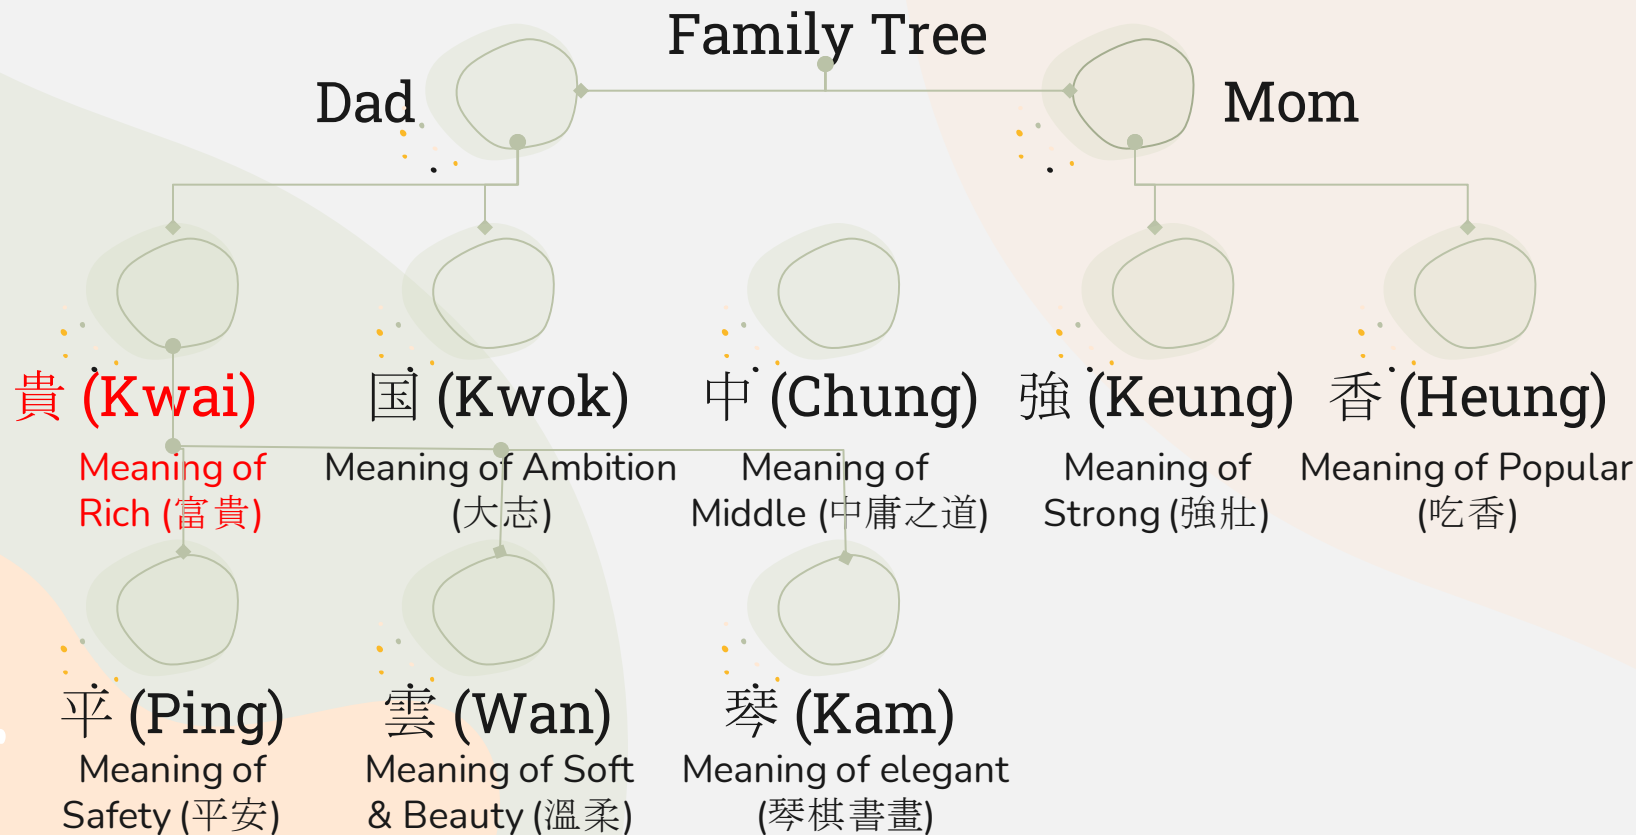 Family Tree
Dad
Mom
貴 (Kwai)
Meaning of
Rich (富貴)
国 (Kwok)
Meaning of Ambition
(大志)
中 (Chung)
Meaning of
Middle (中庸之道)
強 (Keung)
Meaning of
Strong (強壯)
香 (Heung)
Meaning of Popular
(吃香)
平 (Ping)
Meaning of
Safety (平安)
雲 (Wan)
Meaning of Soft
& Beauty (溫柔)
琴 (Kam)
Meaning of elegant
(琴棋書畫)